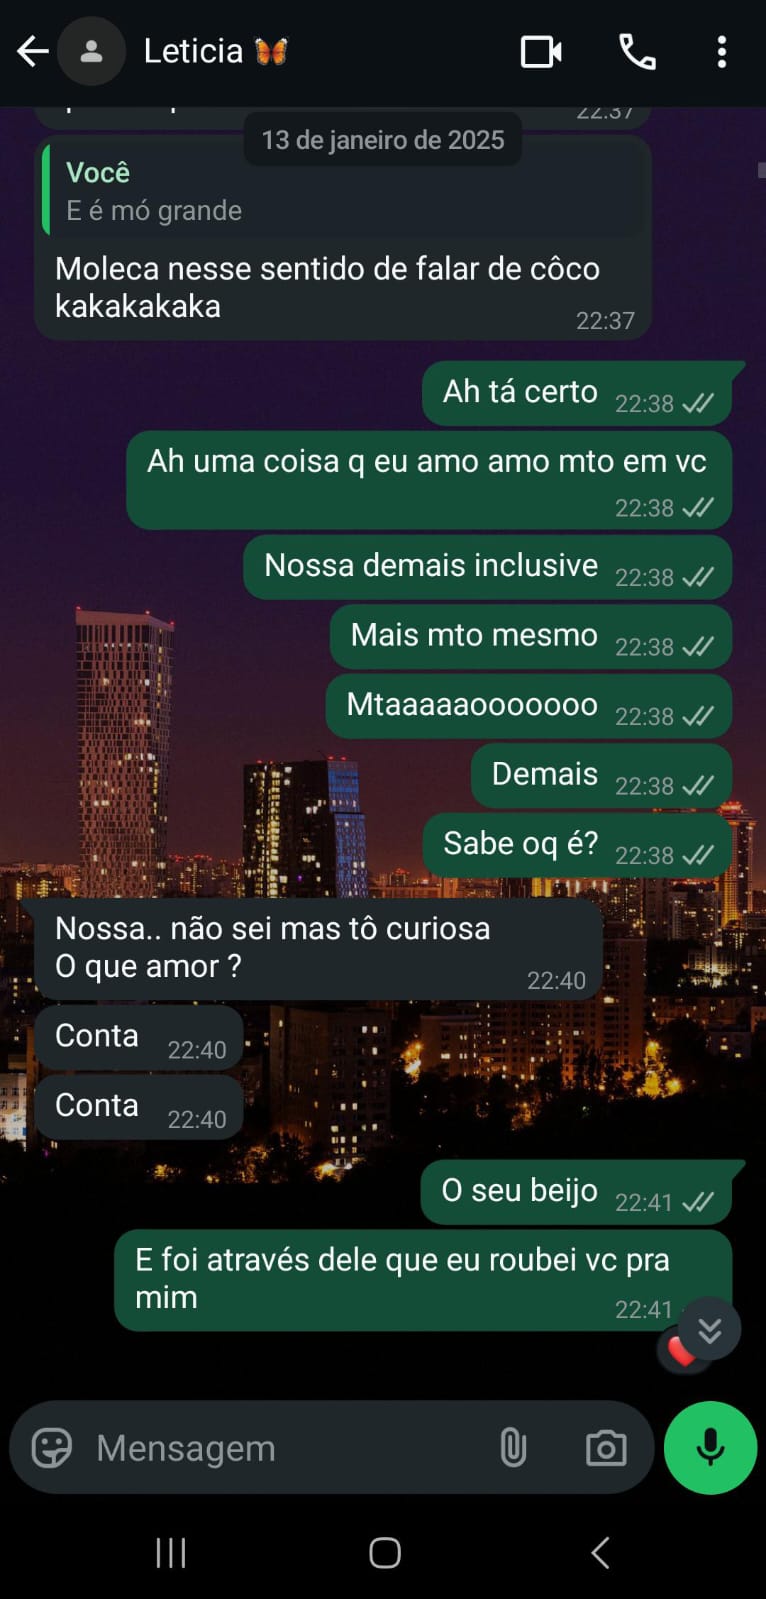 Leticia 🦋
22:37
13 de janeiro de 2025
Você
E é mó grande
Moleca nesse sentido de falar de côco
kakakakaka
22:37
Ah tá certo 22:38
Ah uma coisa q eu amo amo mto em vc
22:38
Nossa demais inclusive 22:38
Mais mto mesmo 22:38
Mtaaaaaooooooo 22:38
Demais 22:38
Sabe oq é? 22:38
Nossa.. não sei mas tô curiosa
O que amor ?
22:40
Conta 22:40
Conta 22:40
O seu beijo 22:41
E foi através dele que eu roubei vc pra
mim
22:41
Mensagem